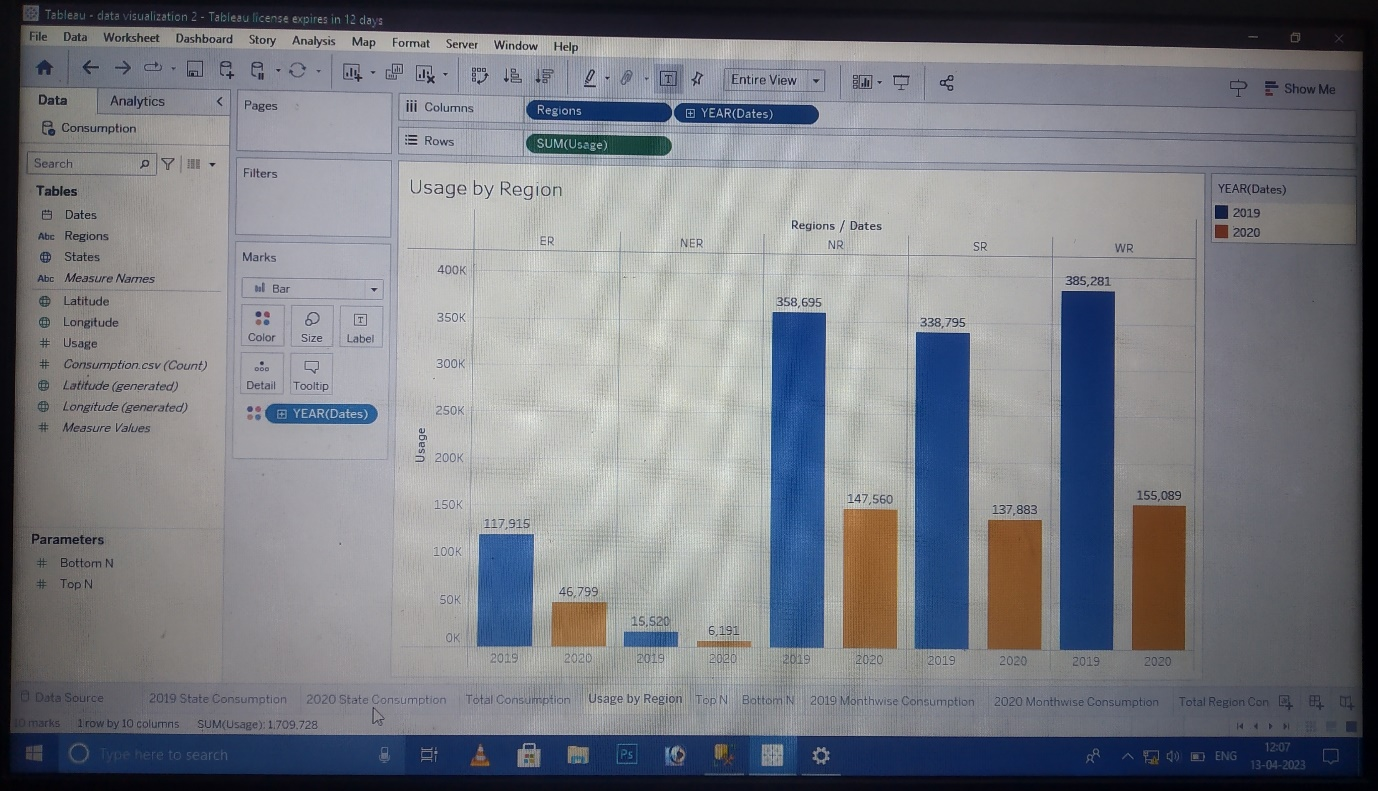 Tableau - data visualization 2 - Tableau license expires in 12 days
File Data Worksheet Dashboard Story Analysis Map Format Server Window Help
Entire View
Show Me
Data Analytics
Consumption
Search
Tables
Dates
Abc Regions
States
Abc Measure Names
Latitude
Longitude
# Usage
# Consumption.csv (Count)
Latitude (generated)
Longitude (generated)
# Measure Values
Parameters
# Bottom N
# Top N
Pages
Filters
Marks
Bar
Color Size Label
Detail Tooltip
YEAR(Dates)
Columns Regions YEAR(Dates)
Rows SUM(Usage)
Usage by Region
Regions / Dates
ER NER NR SR WR
Usage
400K
350K
300K
250K
200K
150K
100K
50K
0K
117,915
46,799
15,520
6,191
358,695
147,560
338,795
137,883
385,281
155,089
2019 2020 2019 2020 2019 2020 2019 2020 2019 2020
YEAR(Dates)
2019
2020
Data Source 2019 State Consumption 2020 State Consumption Total Consumption Usage by Region Top N Bottom N 2019 Monthwise Consumption 2020 Monthwise Consumption Total Region Con
10 marks 1 row by 10 columns SUM(Usage): 1,709,728
Type here to search
Ps
ENG
12:07
13-04-2023